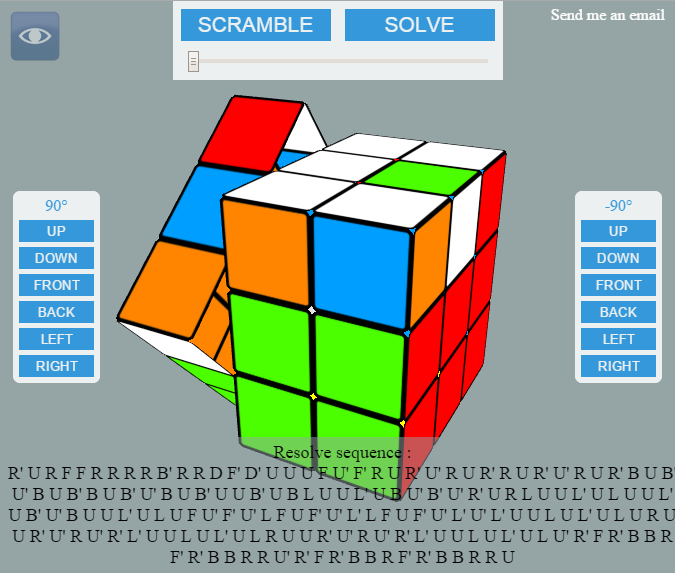 SCRAMBLE SOLVE
Send me an email
90°
UP
DOWN
FRONT
BACK
LEFT
RIGHT
-90°
UP
DOWN
FRONT
BACK
LEFT
RIGHT
Resolve sequence :
R' U R F F R R R R B' R R D F' D' U U U F U' F' R U R' U' R U R' R U R' U' R U R' B U B'
U' B U B' B U B' U' B U B' U U B' U B L U U L' U B U' B' U' R' U R L U U L' U L U U L'
U B' U' B U U L' U L U F U' F' U' L F U F' U' L' L F U F' U' L' U' L' U U L U L' U L U R U
U R' U' R U' R' L' U U L U L' U L R U U R' U' R U' R' L' U U L U L' U L U' R' F R' B B R
F' R' B B R R U' R' F R' B B R F' R' B B R R U